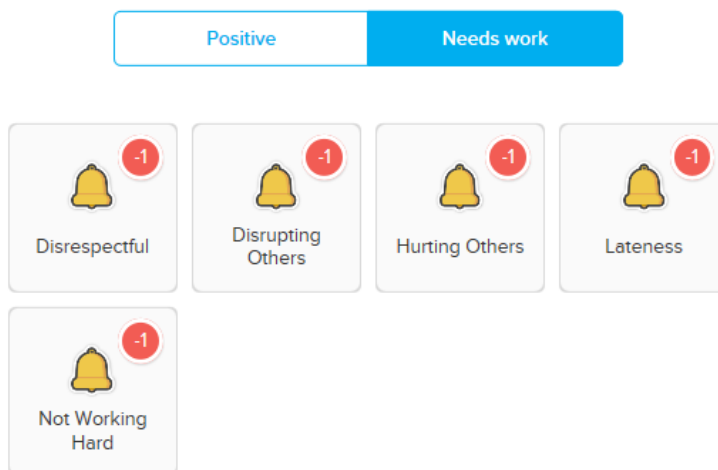 Positive
Needs work
-1
-1
-1
-1
Disrespectful
Disrupting
Others
Hurting Others
Lateness
-1
Not Working
Hard